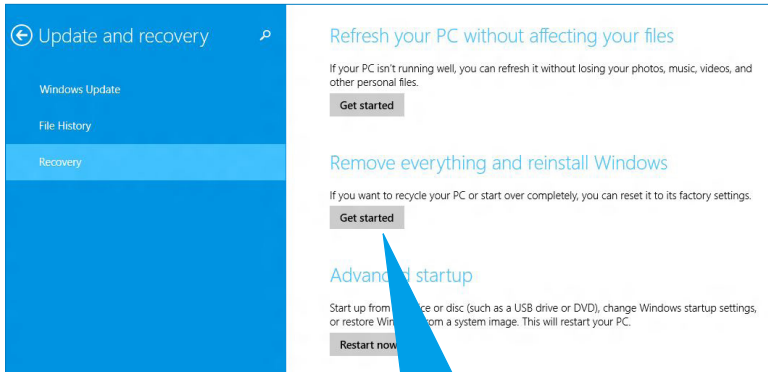 Update and recovery
Windows Update
File History
Recovery
Refresh your PC without affecting your files
If your PC isn't running well, you can refresh it without losing your photos, music, videos, and
other personal files.
Get started
Remove everything and reinstall Windows
If you want to recycle your PC or start over completely, you can reset it to its factory settings.
Get started
Advanced startup
Start up from ce or disc (such as a USB drive or DVD), change Windows startup settings,
or restore Win om a system image. This will restart your PC.
Restart now